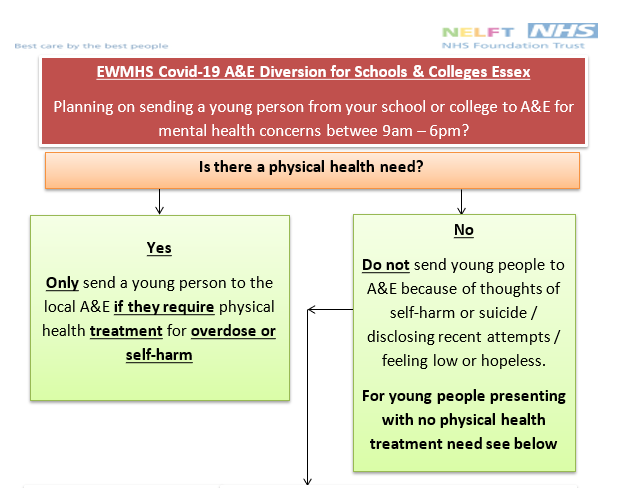 NELFT NHS
Best care by the best people
NHS Foundation Trust
EWMHS Covid-19 A&E Diversion for Schools & Colleges Essex
Planning on sending a young person from your school or college to A&E for
mental health concerns betwee 9am – 6pm?
Is there a physical health need?
Yes
Only send a young person to the
local A&E if they require physical
health treatment for overdose or
self-harm
No
Do not send young people to
A&E because of thoughts of
self-harm or suicide /
disclosing recent attempts /
feeling low or hopeless.
For young people presenting
with no physical health
treatment need see below